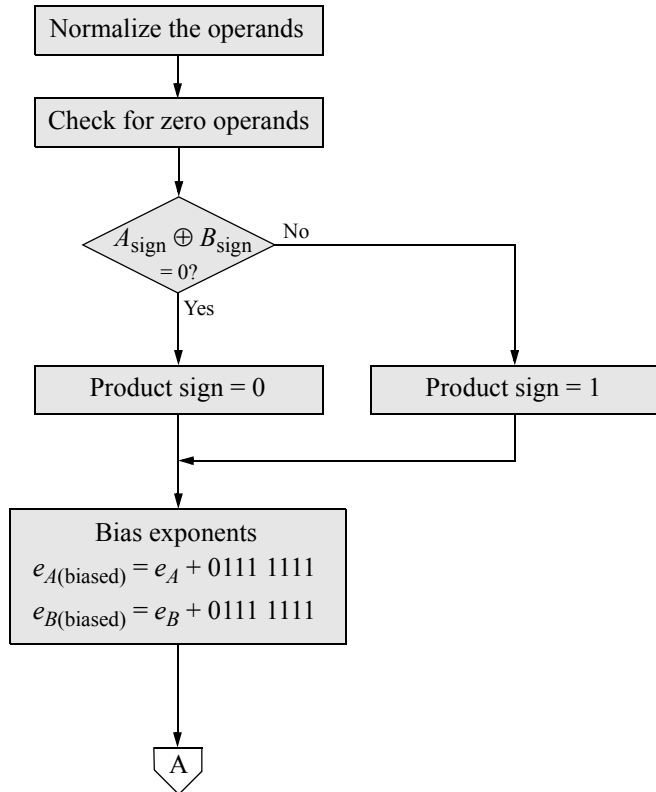 Normalize the operands
Check for zero operands
A_sign ⊕ B_sign
= 0?
No
Yes
Product sign = 0
Product sign = 1
Bias exponents
e_A(biased) = e_A + 0111 1111
e_B(biased) = e_B + 0111 1111
A